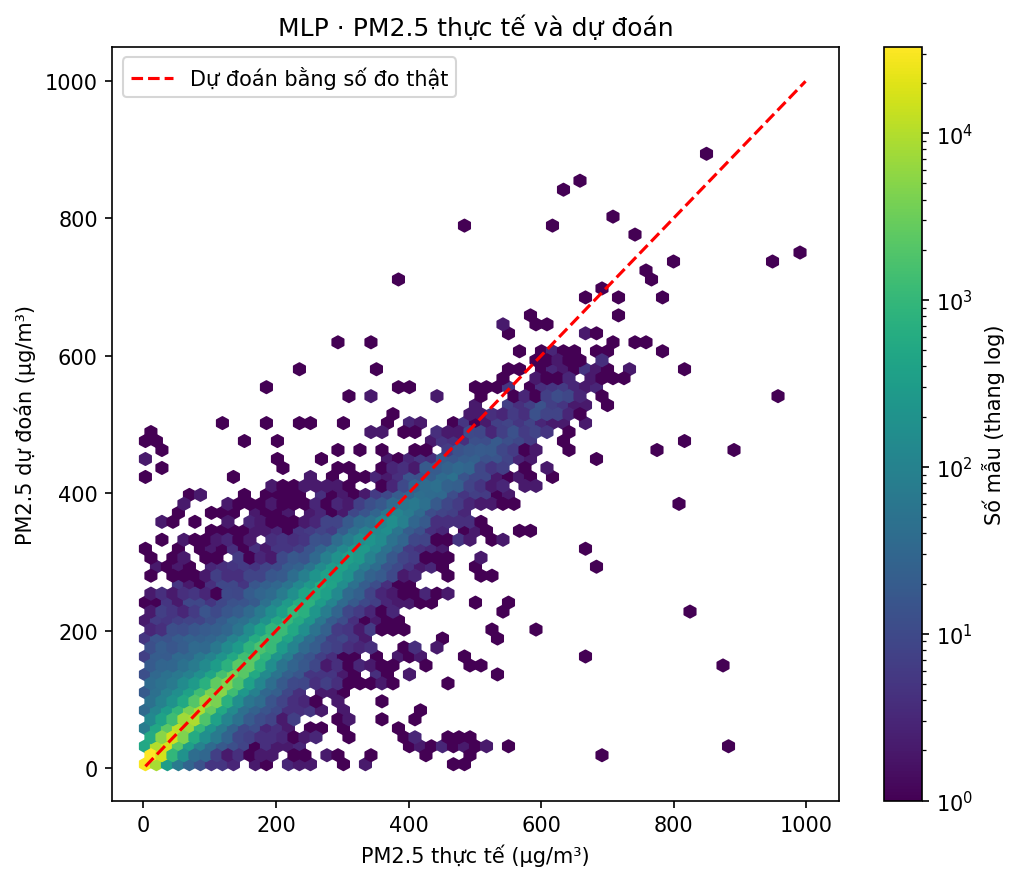 MLP · PM2.5 thực tế và dự đoán
Dự đoán bằng số đo thật
PM2.5 dự đoán (µg/m³)
1000
800
600
400
200
0
0 200 400 600 800 1000
PM2.5 thực tế (µg/m³)
10⁴
10³
10²
10¹
10⁰
Số mẫu (thang log)